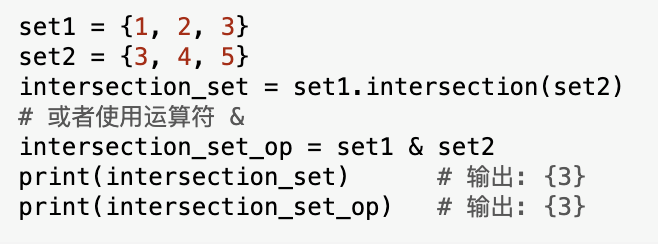 set1 = {1, 2, 3}
set2 = {3, 4, 5}
intersection_set = set1.intersection(set2)
# 或者使用运算符 &
intersection_set_op = set1 & set2
print(intersection_set)      # 输出: {3}
print(intersection_set_op)   # 输出: {3}